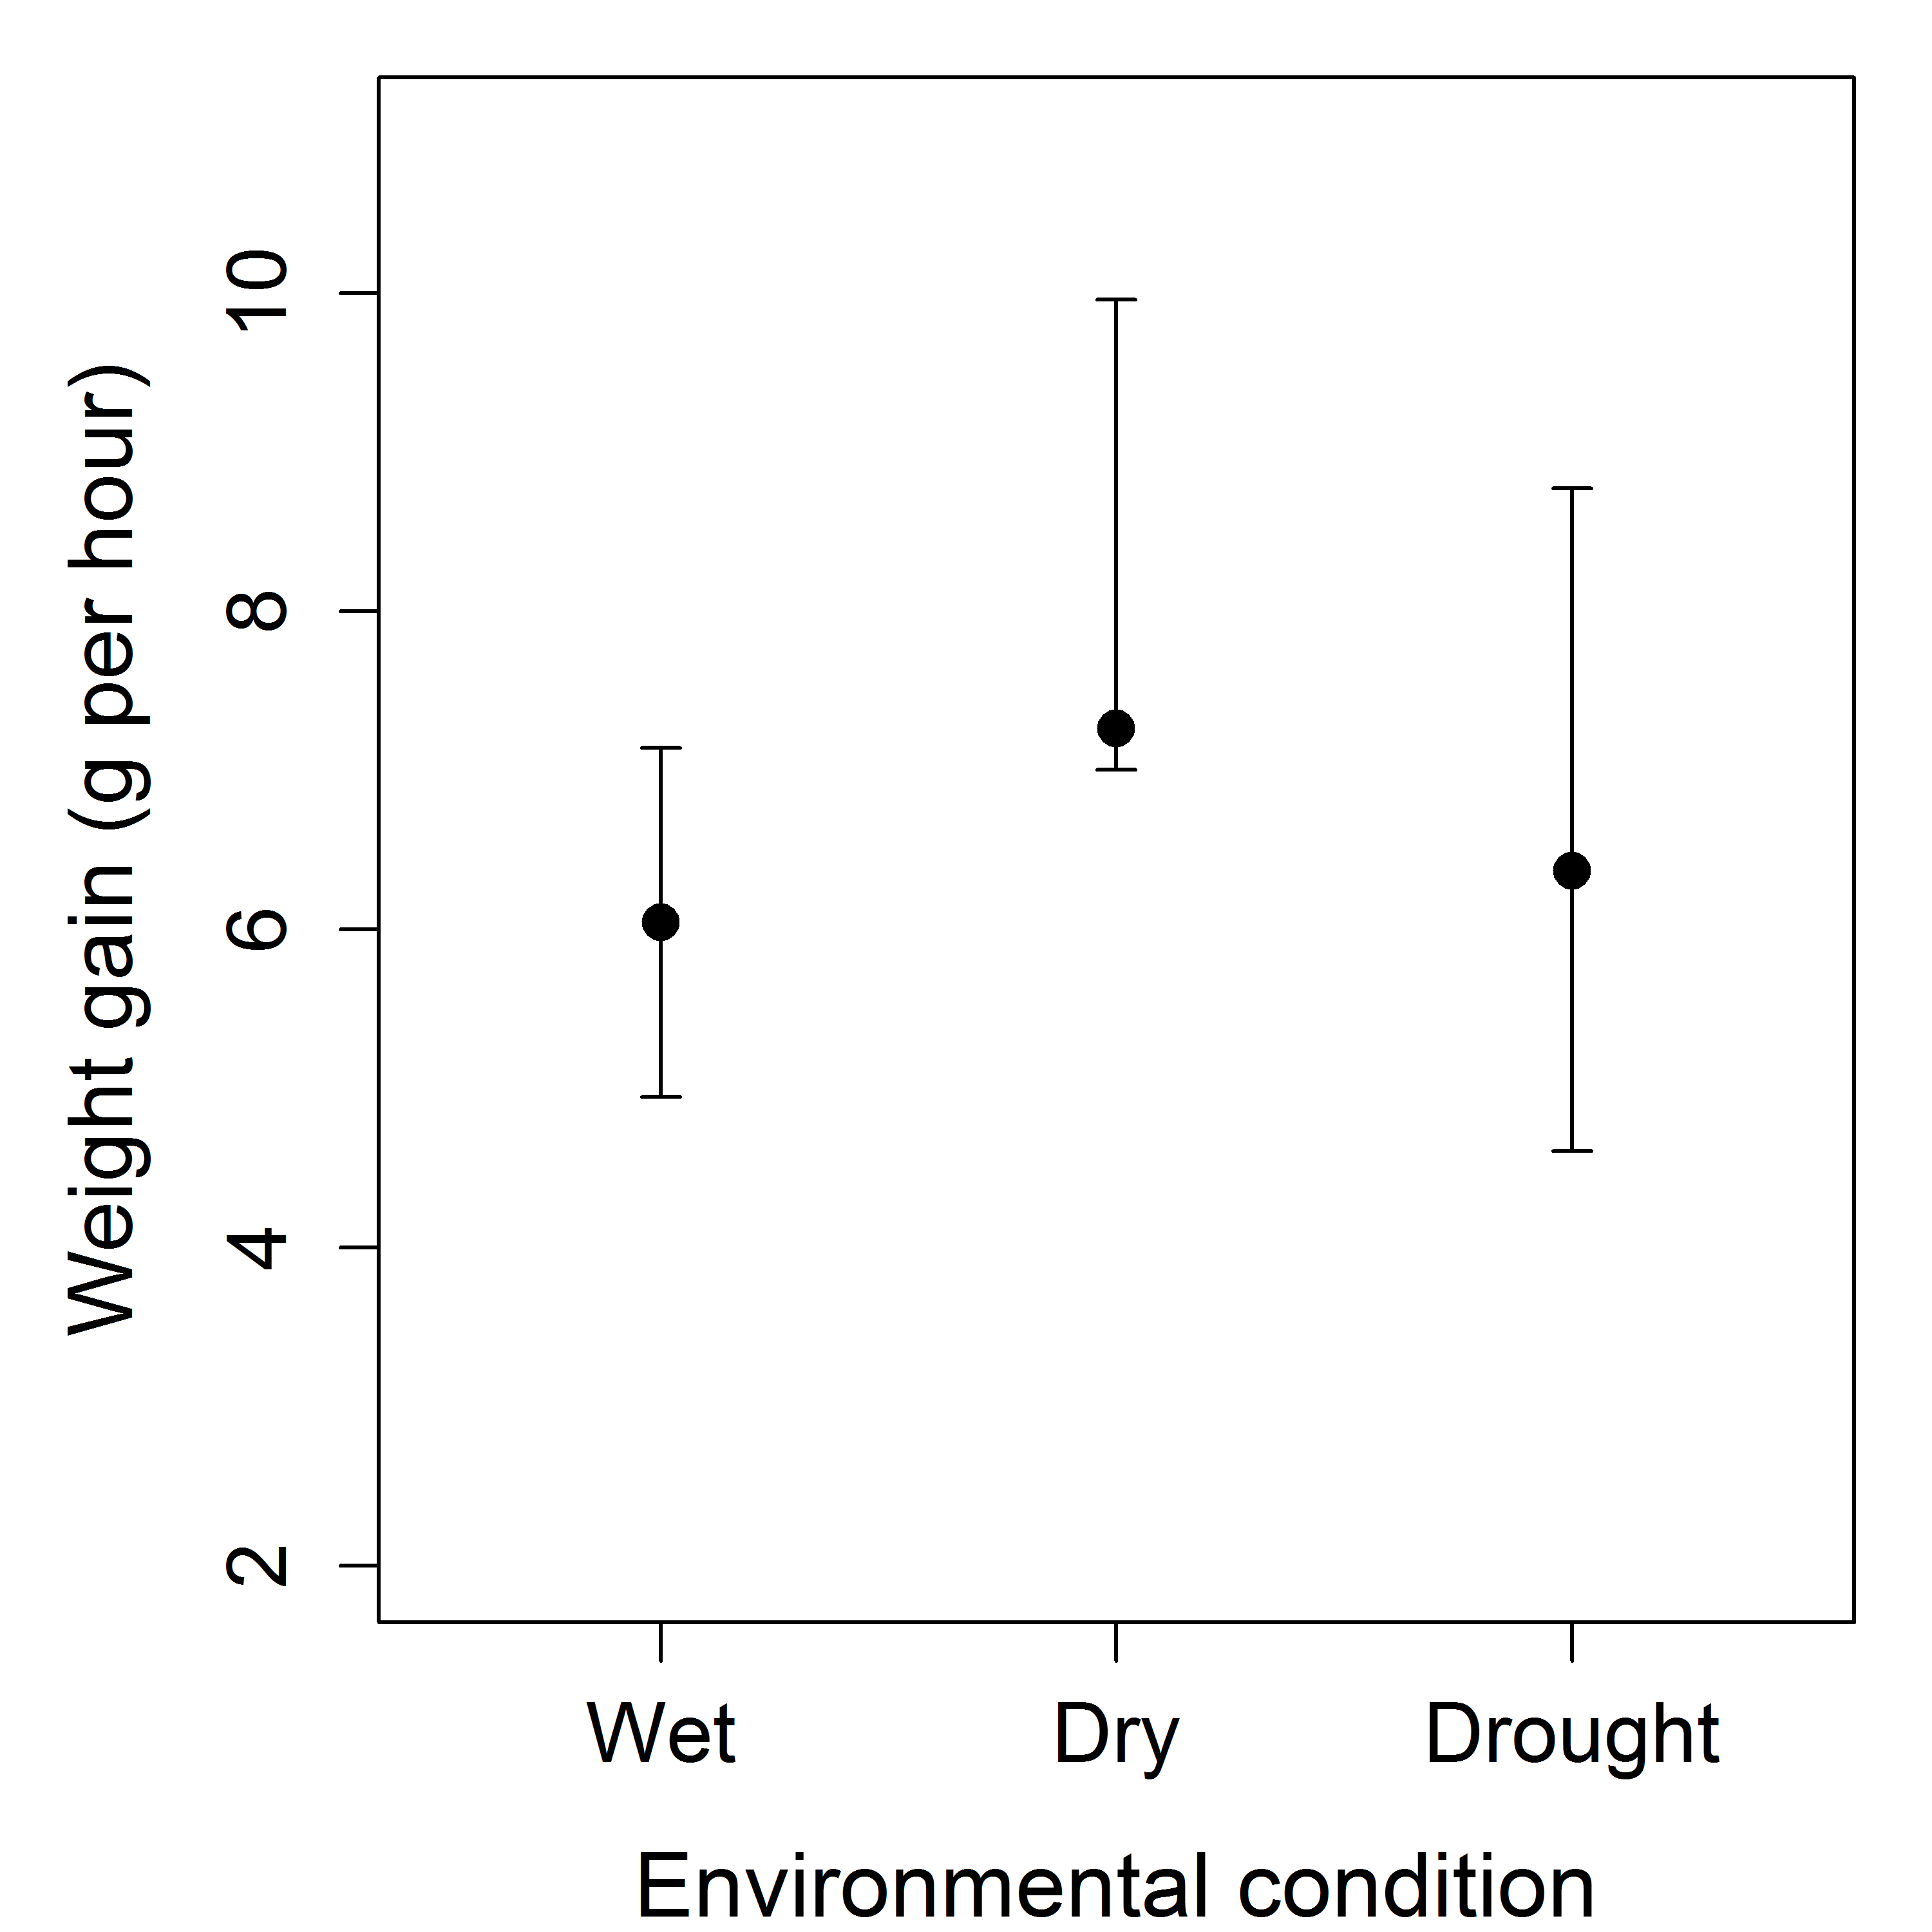 Weight gain (g per hour)
10
8
6
4
2
Wet Dry Drought
Environmental condition